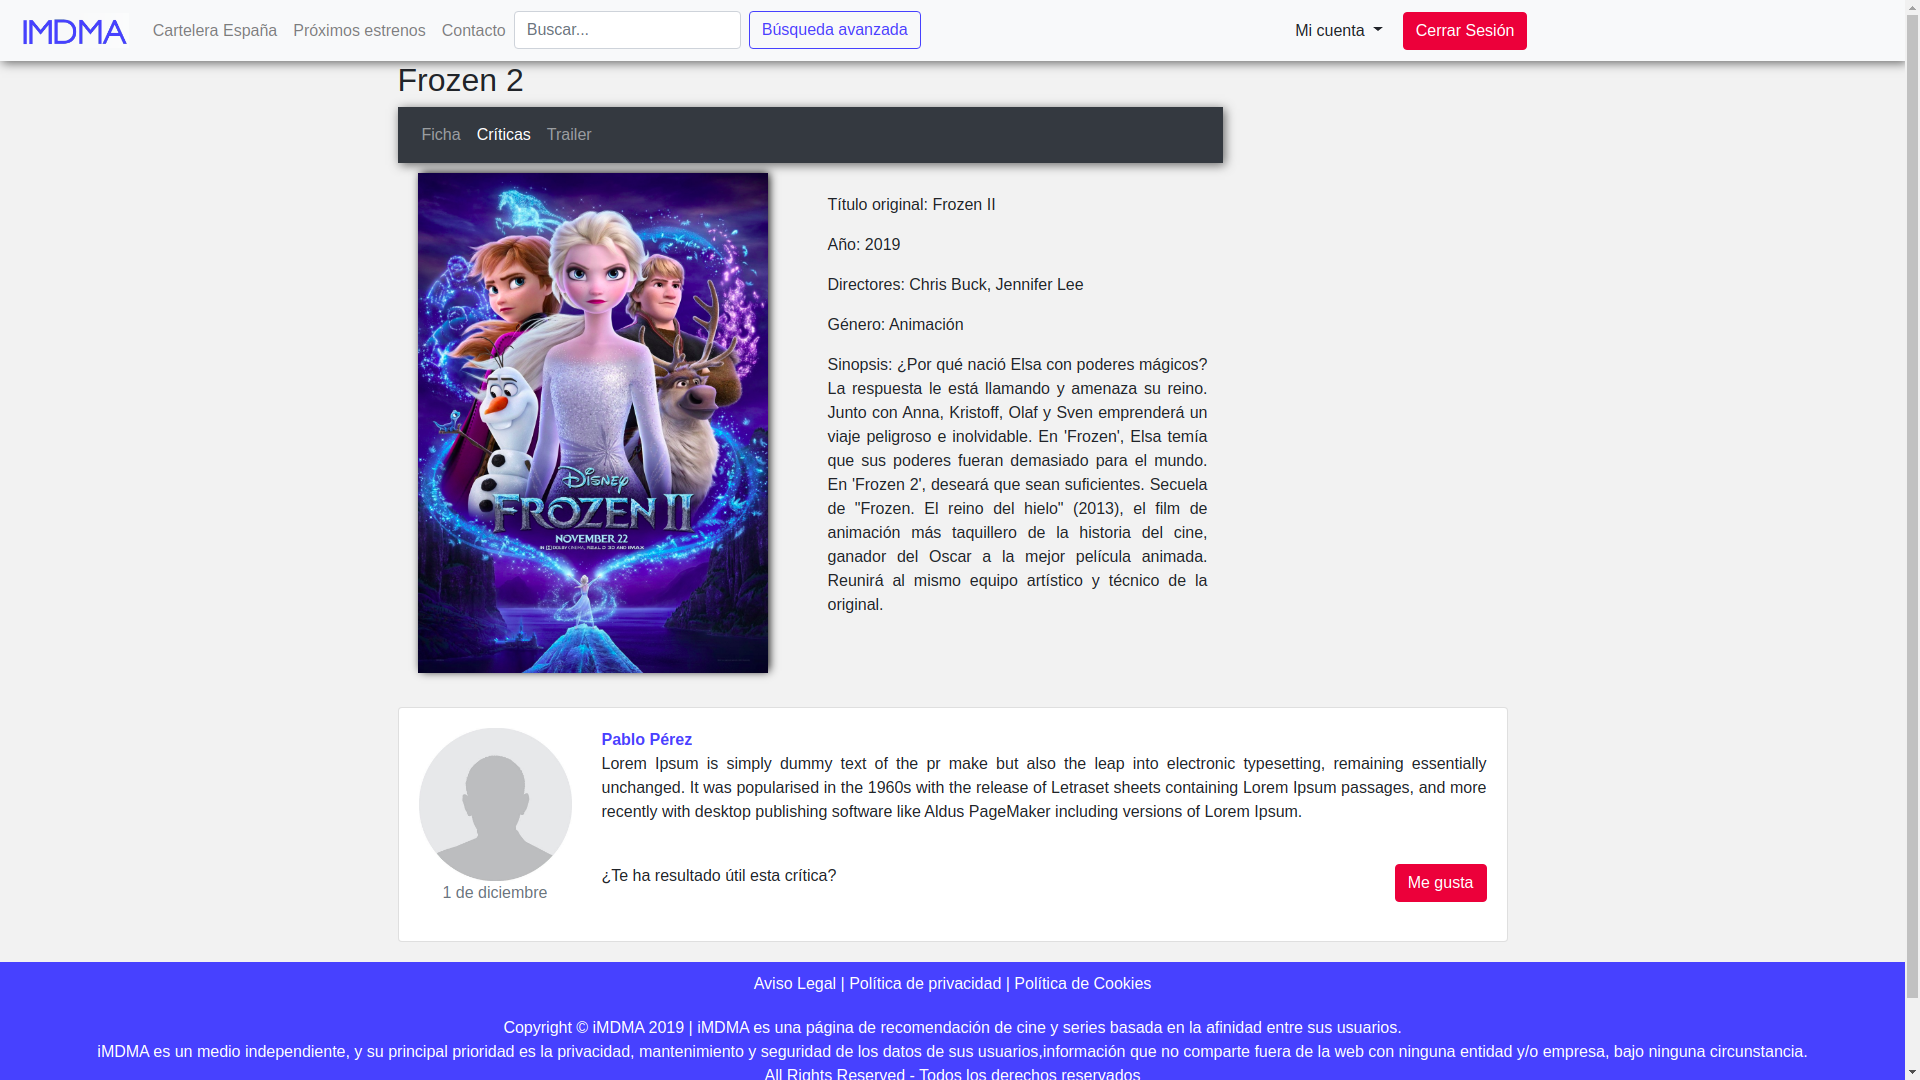 IMDMA Cartelera España Próximos estrenos Contacto Buscar... Búsqueda avanzada Mi cuenta Cerrar Sesión
Frozen 2
Ficha Críticas Trailer
Título original: Frozen II
Año: 2019
Directores: Chris Buck, Jennifer Lee
Género: Animación
Sinopsis: ¿Por qué nació Elsa con poderes mágicos?
La respuesta le está llamando y amenaza su reino.
Junto con Anna, Kristoff, Olaf y Sven emprenderá un
viaje peligroso e inolvidable. En 'Frozen', Elsa temía
que sus poderes fueran demasiado para el mundo.
En 'Frozen 2', deseará que sean suficientes. Secuela
de "Frozen. El reino del hielo" (2013), el film de
animación más taquillero de la historia del cine,
ganador del Oscar a la mejor película animada.
Reunirá al mismo equipo artístico y técnico de la
original.
DISNEY
FROZEN II
NOVEMBER 22
Pablo Pérez
Lorem Ipsum is simply dummy text of the pr make but also the leap into electronic typesetting, remaining essentially
unchanged. It was popularised in the 1960s with the release of Letraset sheets containing Lorem Ipsum passages, and more
recently with desktop publishing software like Aldus PageMaker including versions of Lorem Ipsum.
¿Te ha resultado útil esta crítica? Me gusta
1 de diciembre
Aviso Legal | Política de privacidad | Política de Cookies
Copyright © iMDMA 2019 | iMDMA es una página de recomendación de cine y series basada en la afinidad entre sus usuarios.
iMDMA es un medio independiente, y su principal prioridad es la privacidad, mantenimiento y seguridad de los datos de sus usuarios,información que no comparte fuera de la web con ninguna entidad y/o empresa, bajo ninguna circunstancia.
All Rights Reserved - Todos los derechos reservados